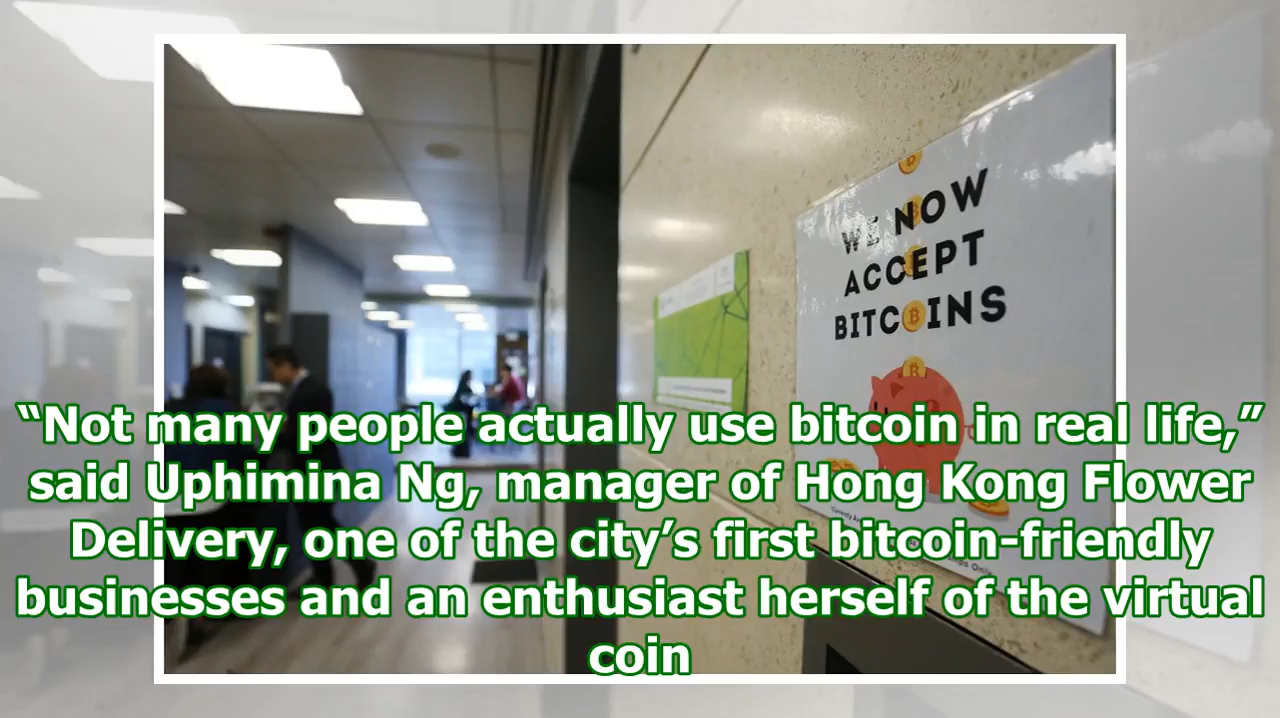 WE NOW
ACCEPT
BITCOINS
“Not many people actually use bitcoin in real life,”
said Uphimina Ng, manager of Hong Kong Flower
Delivery, one of the city’s first bitcoin-friendly
businesses and an enthusiast herself of the virtual
coin